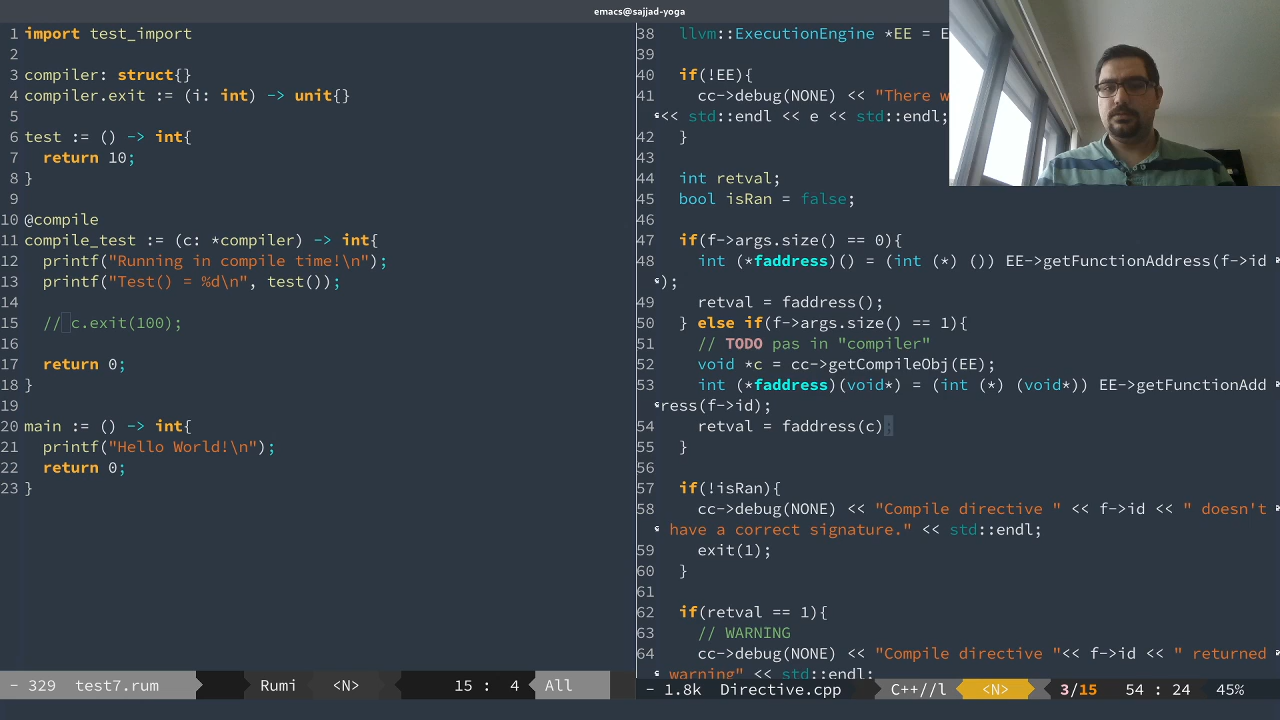 emacs@sajjad-yoga
1 import test_import
2
3 compiler: struct{}
4 compiler.exit := (i: int) -> unit{}
5
6 test := () -> int{
7   return 10;
8 }
9
10 @compile
11 compile_test := (c: *compiler) -> int{
12   printf("Running in compile time!\n");
13   printf("Test() = %d\n", test());
14
15   // c.exit(100);
16
17   return 0;
18 }
19
20 main := () -> int{
21   printf("Hello World!\n");
22   return 0;
23 }
- 329 test7.rum Rumi <N> 15 : 4 All
38   llvm::ExecutionEngine *EE = E
39
40   if(!EE){
41     cc->debug(NONE) << "There w
<< std::endl << e << std::endl;
42   }
43
44   int retval;
45   bool isRan = false;
46
47   if(f->args.size() == 0){
48     int (*faddress)() = (int (*) ()) EE->getFunctionAddress(f->id
);
49     retval = faddress();
50   } else if(f->args.size() == 1){
51     // TODO pas in "compiler"
52     void *c = cc->getCompileObj(EE);
53     int (*faddress)(void*) = (int (*) (void*)) EE->getFunctionAdd
ress(f->id);
54     retval = faddress(c);
55   }
56
57   if(!isRan){
58     cc->debug(NONE) << "Compile directive " << f->id << " doesn't
have a correct signature." << std::endl;
59     exit(1);
60   }
61
62   if(retval == 1){
63     // WARNING
64     cc->debug(NONE) << "Compile directive "<< f->id << " returned
warning" << std::endl;
- 1.8k Directive.cpp C++//l <N> 3/15 54 : 24 45%